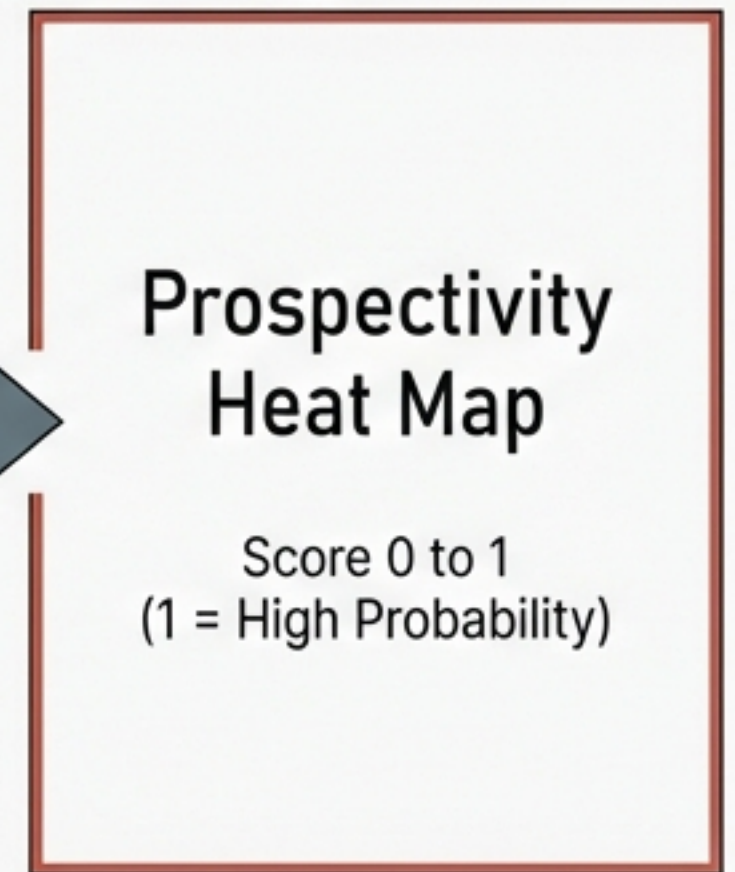 Prospectivity
Heat Map
Score 0 to 1
(1 = High Probability)